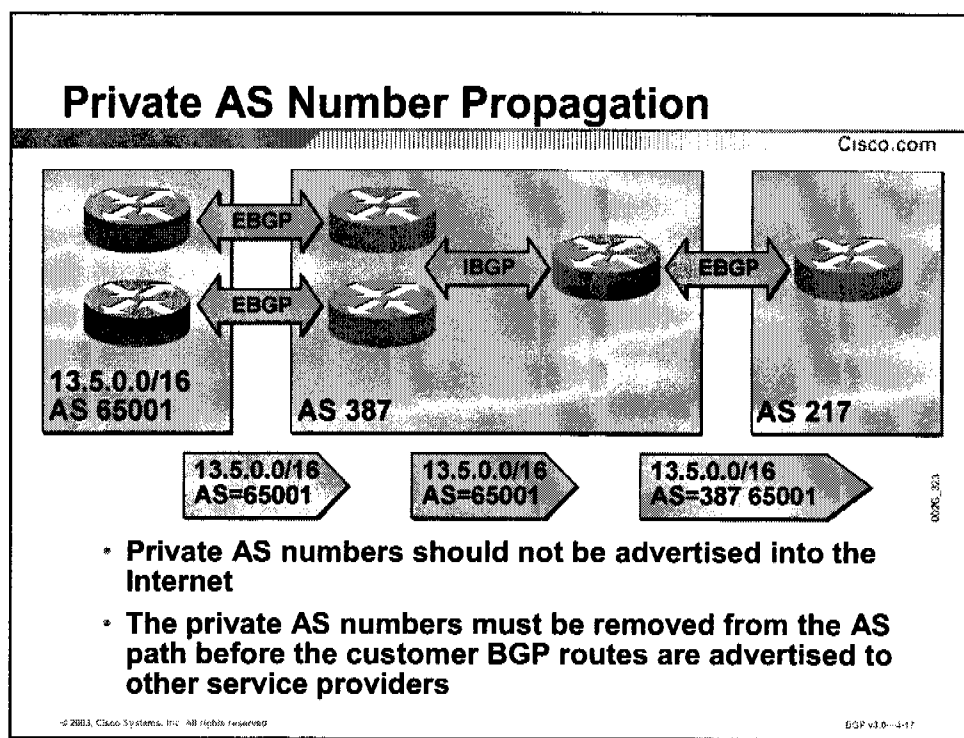 Private AS Number Propagation
Cisco.com
EBGP
EBGP
IBGP
EBGP
13.5.0.0/16
AS 65001
AS 387
AS 217
13.5.0.0/16
AS=65001
13.5.0.0/16
AS=65001
13.5.0.0/16
AS=387 65001
• Private AS numbers should not be advertised into the
Internet
• The private AS numbers must be removed from the AS
path before the customer BGP routes are advertised to
other service providers
© 2003, Cisco Systems, Inc. All rights reserved.
BGP v3.0—4-17